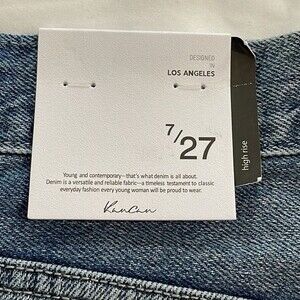 DESIGNED
IN
LOS ANGELES
7/27
high rise
Young and contemporary—that's what denim is all about.
Denim is a versatile and reliable fabric—a timeless testament to classic
everyday fashion every young woman will be proud to wear.
KanCan